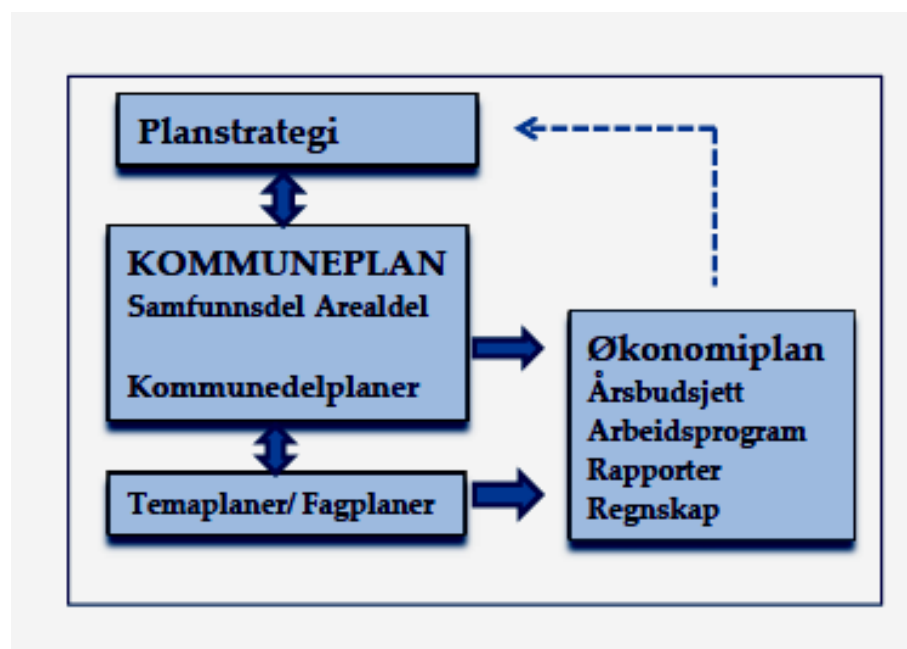 Planstrategi
KOMMUNEPLAN
Samfunnsdel Arealdel
Kommunedelplaner
Temaplaner/ Fagplaner
Økonomiplan
Årsbudsjett
Arbeidsprogram
Rapporter
Regnskap